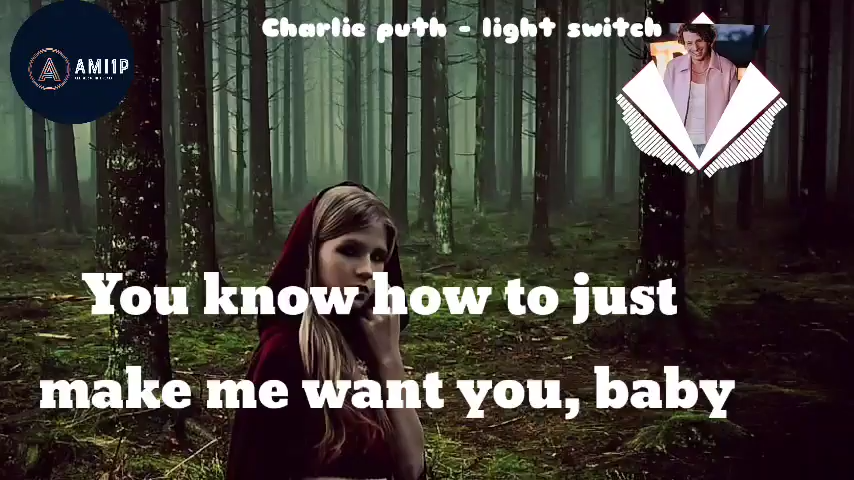 Charlie puth - light switch
AMI1P
You know how to just
make me want you, baby